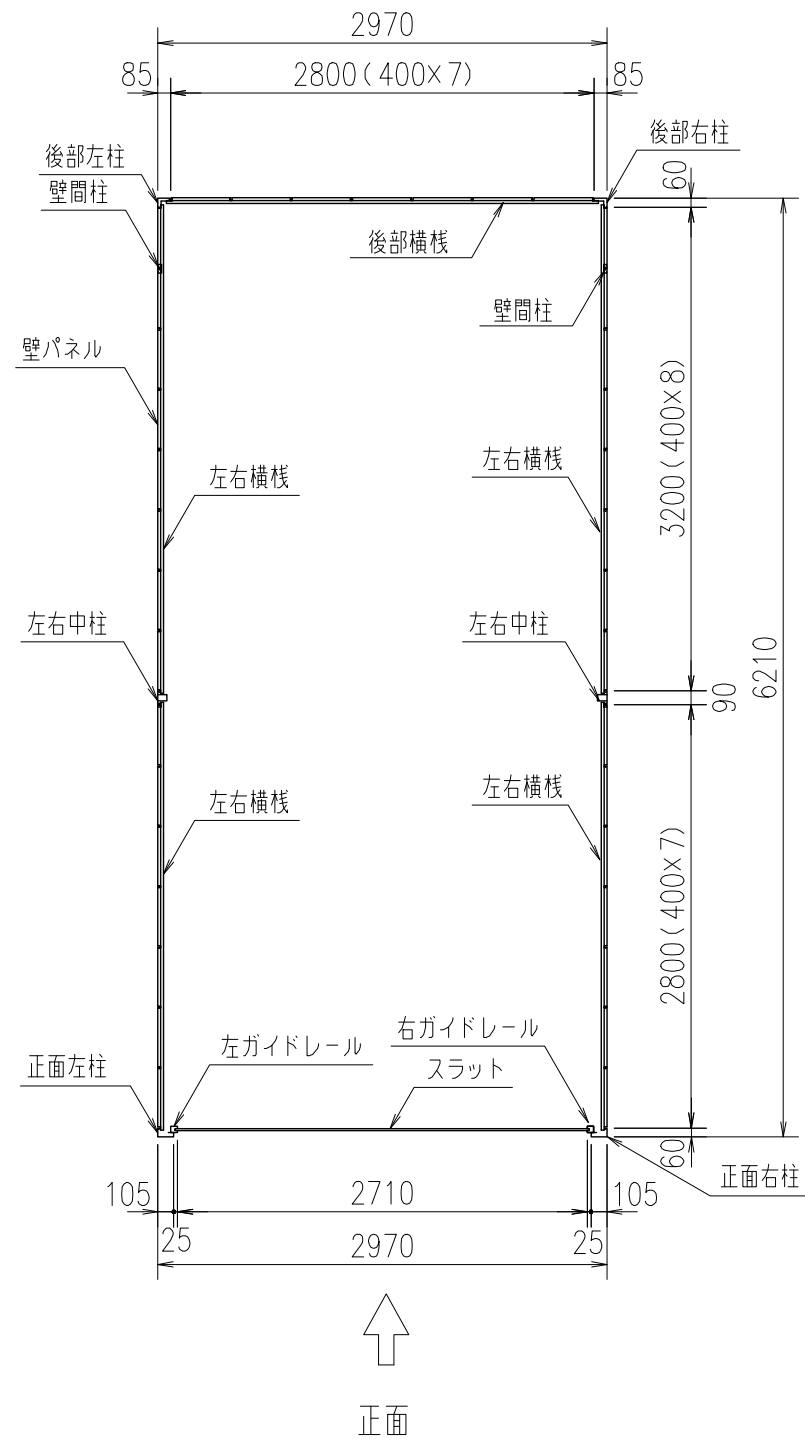 2970
85
2800(400×7)
85
後部左柱
後部右柱
壁間柱
60
後部横桟
壁間柱
壁パネル
3200(400×8)
左右横桟
左右横桟
左右中柱
左右中柱
6210
90
左右横桟
左右横桟
2800(400×7)
左ガイドレール
右ガイドレール
正面左柱
スラット
60
正面右柱
105
2710
105
25
25
2970
正面